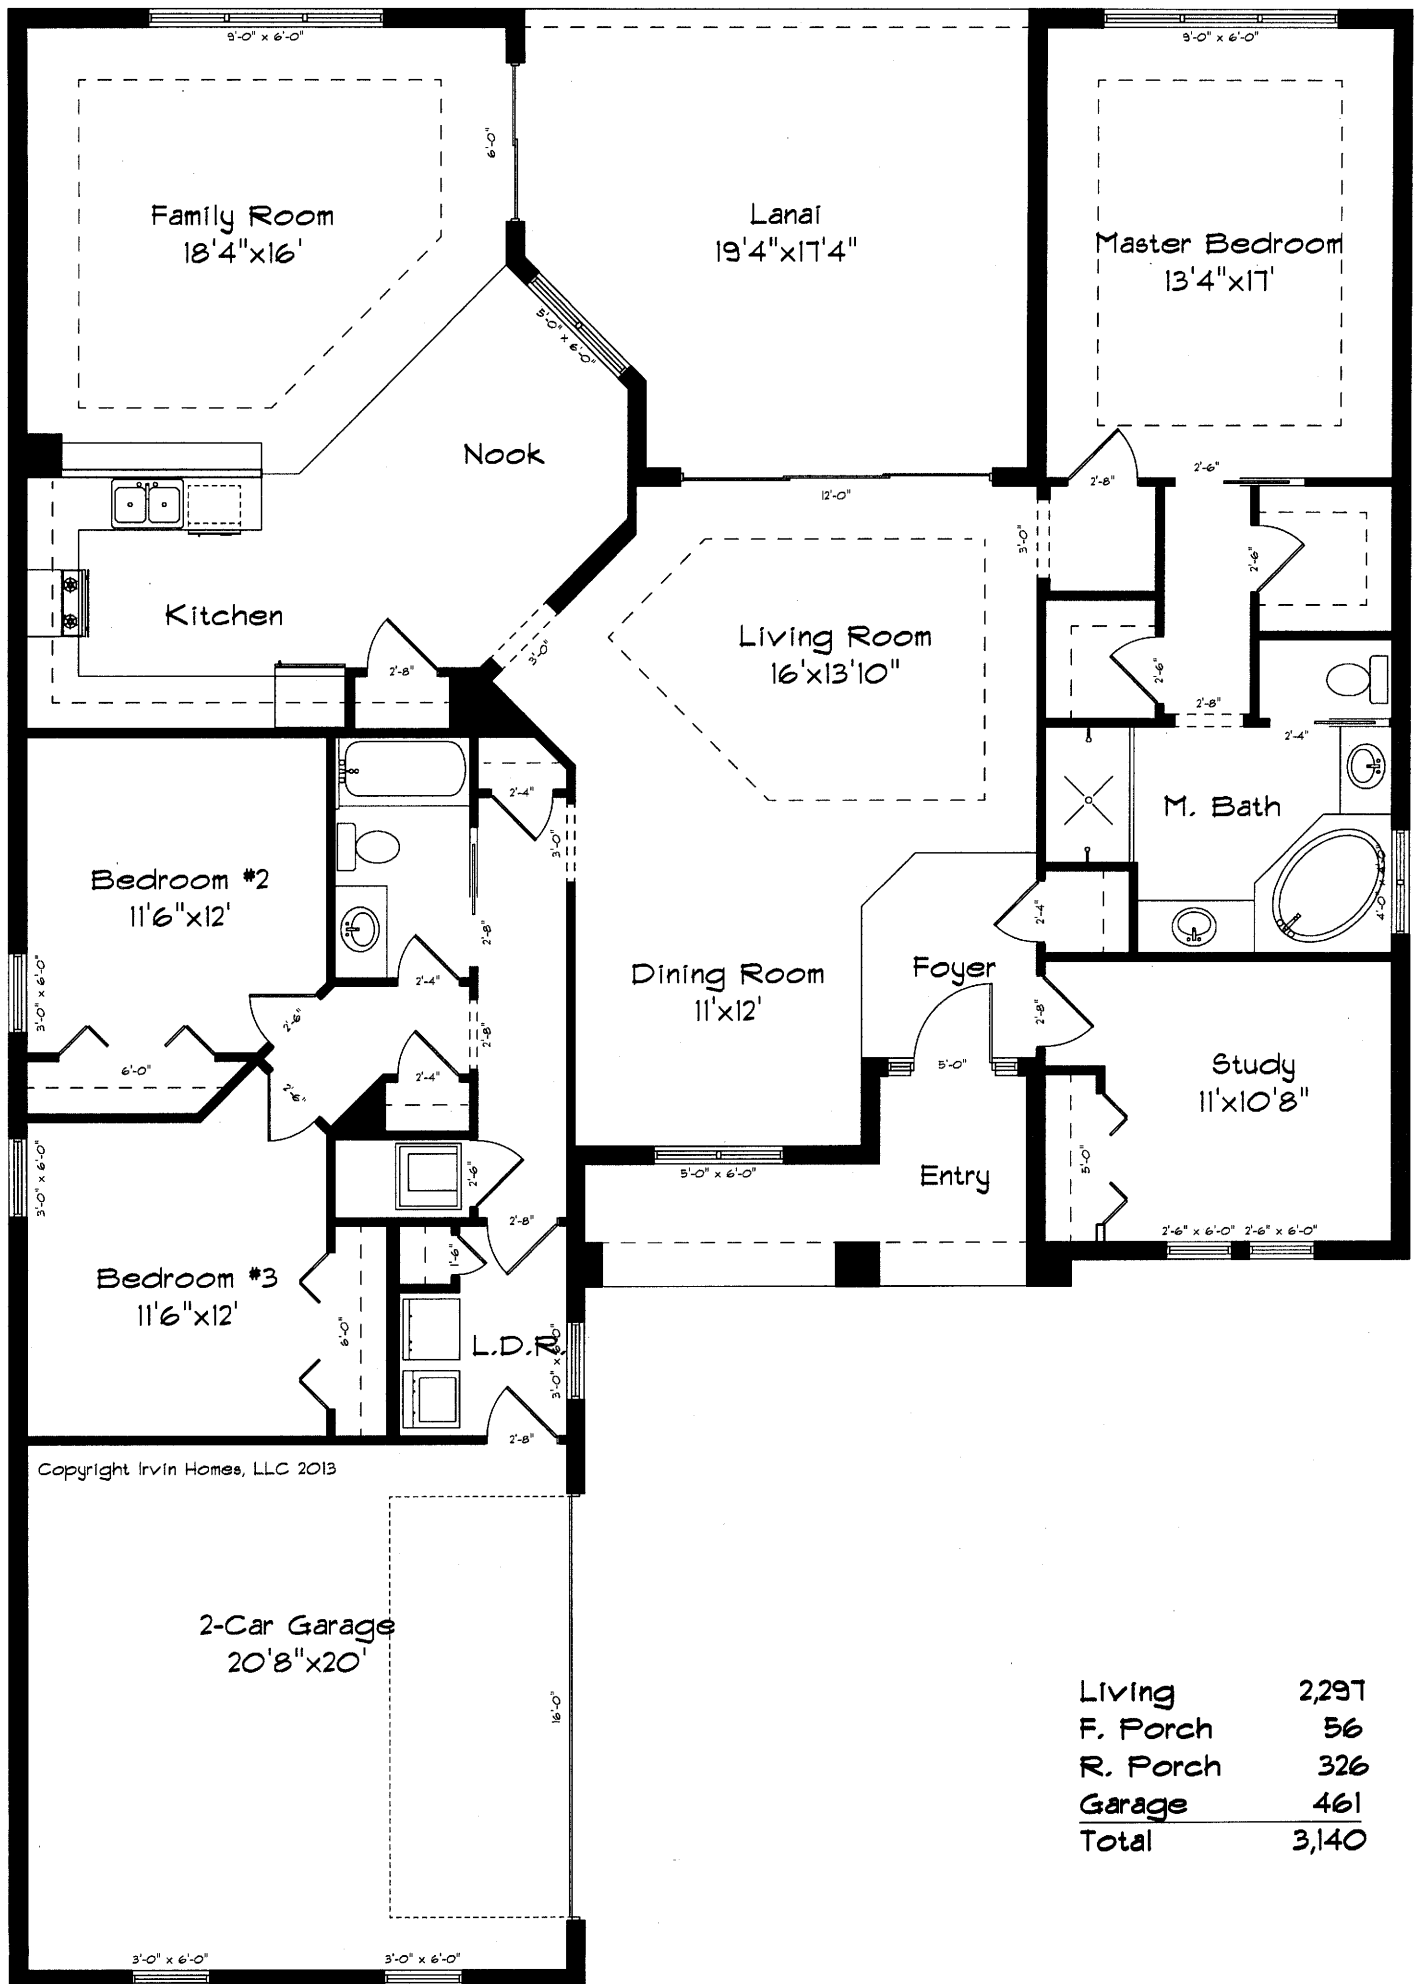 9'-0" x 6'-0"
9'-0" x 6'-0"
6'-0"
Family Room
18'4"x16'
Lanai
19'4"x17'4"
Master Bedroom
13'4"x17'
5'-0" x 6'-0"
Nook
2'-8"
2'-6"
12'-0"
3'-0"
2'-6"
Kitchen
Living Room
16'x13'10"
3'-0"
2'-8"
2'-6"
2'-8"
2'-4"
2'-4"
M. Bath
3'-0"
Bedroom #2
11'6"x12'
4'-0" x 4'-0"
2'-4"
2'-8"
Dining Room
11'x12'
Foyer
3'-0" x 6'-0"
2'-4"
2'-6"
2'-8"
2'-8"
5'-0"
6'-0"
2'-4"
2'-6"
Study
11'x10'8"
3'-0" x 6'-0"
5'-0" x 6'-0"
Entry
5'-0"
2'-6"
2'-8"
2'-6" x 6'-0"
2'-6" x 6'-0"
1'-6"
Bedroom #3
11'6"x12'
6'-0"
L.D.R.
3'-0" x 6'-0"
2'-8"
Copyright Irvin Homes, LLC 2013
2-Car Garage
20'8"x20'
16'-0"
Living 2,297
F. Porch 56
R. Porch 326
Garage 461
Total 3,140
3'-0" x 6'-0"
3'-0" x 6'-0"